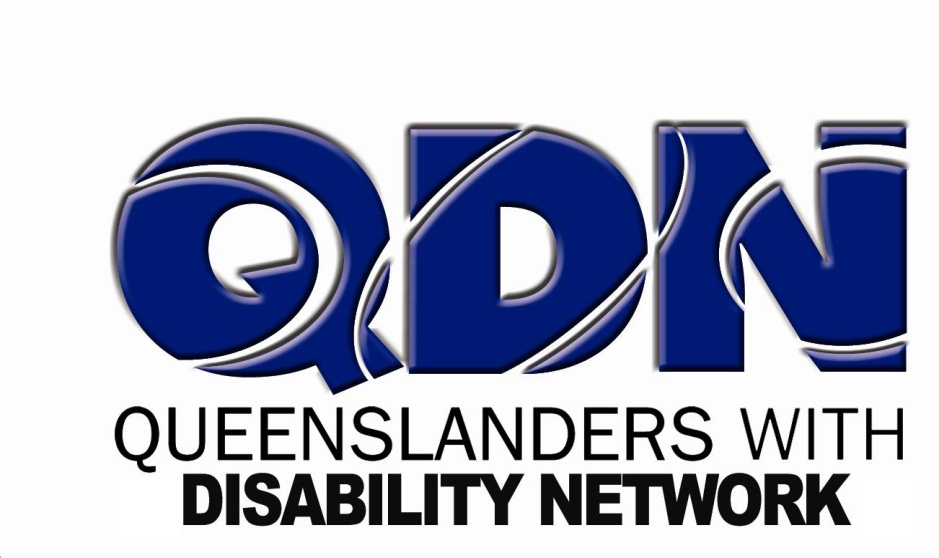 QDN
QUEENSLANDERS WITH
DISABILITY NETWORK